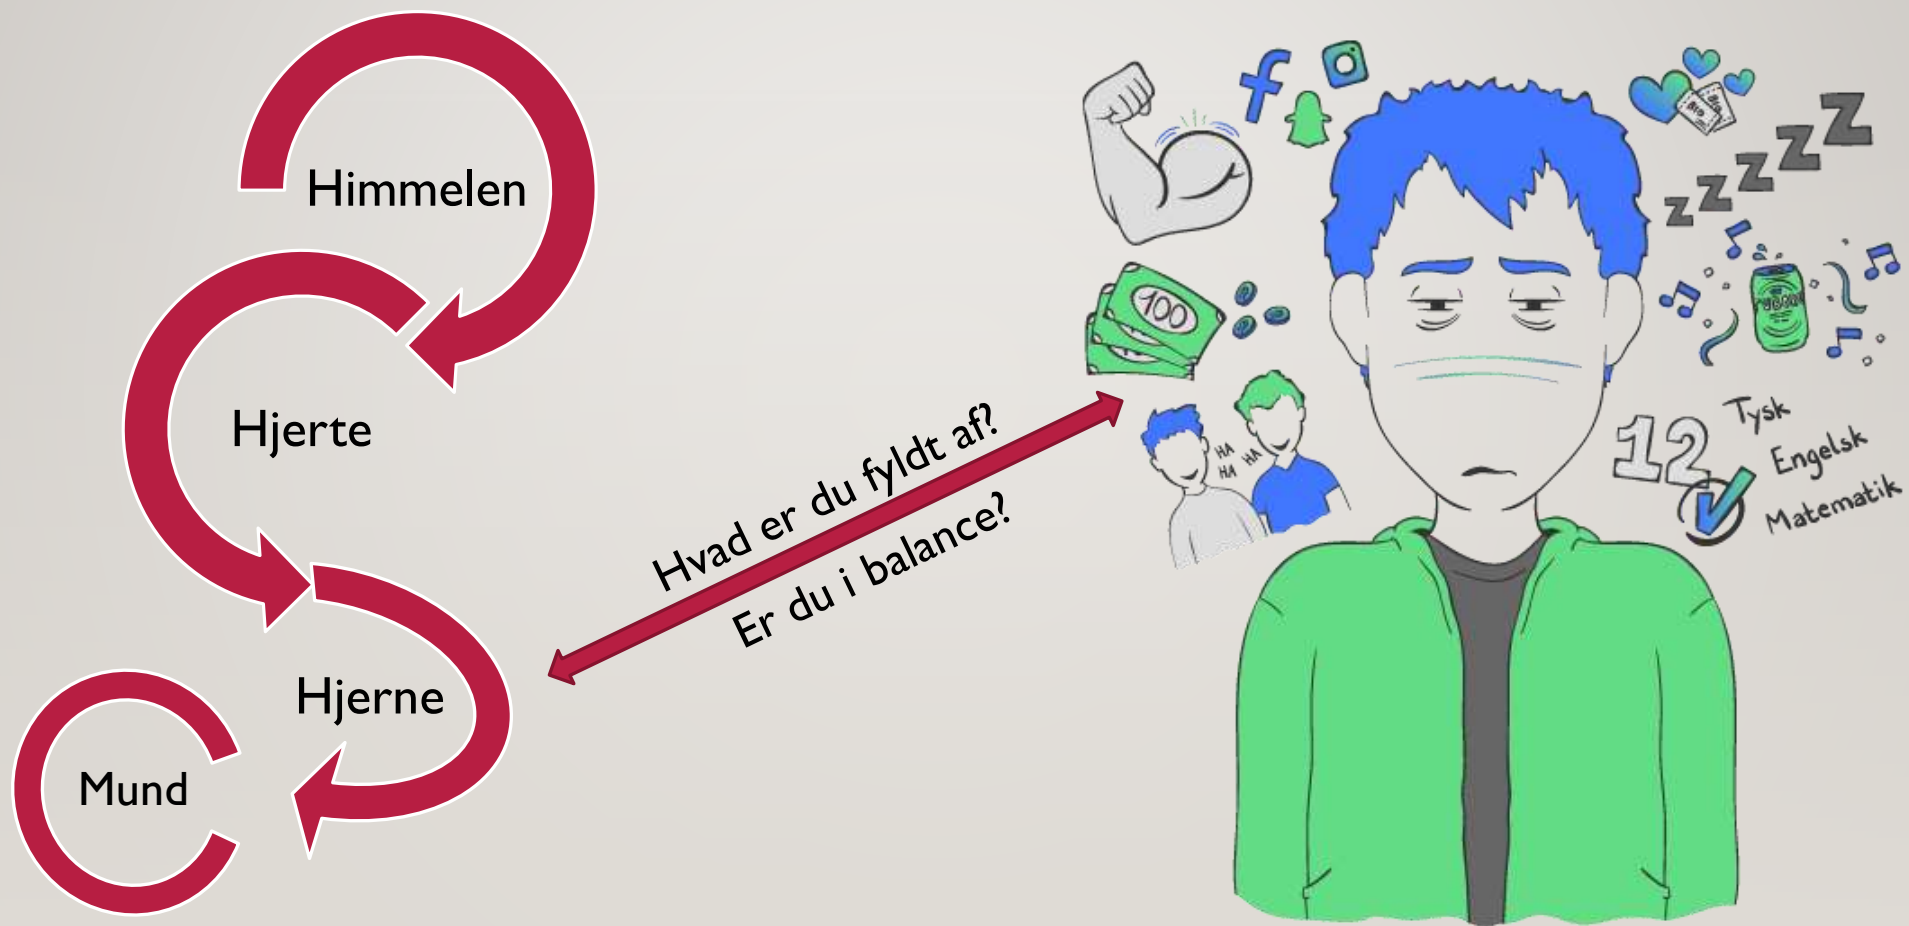 Himmelen
Hjerte
Hjerne
Mund
Hvad er du fyldt af?
Er du i balance?
100
HA
HA
HA
BIO
z z z z z
12
Tysk
Engelsk
Matematik